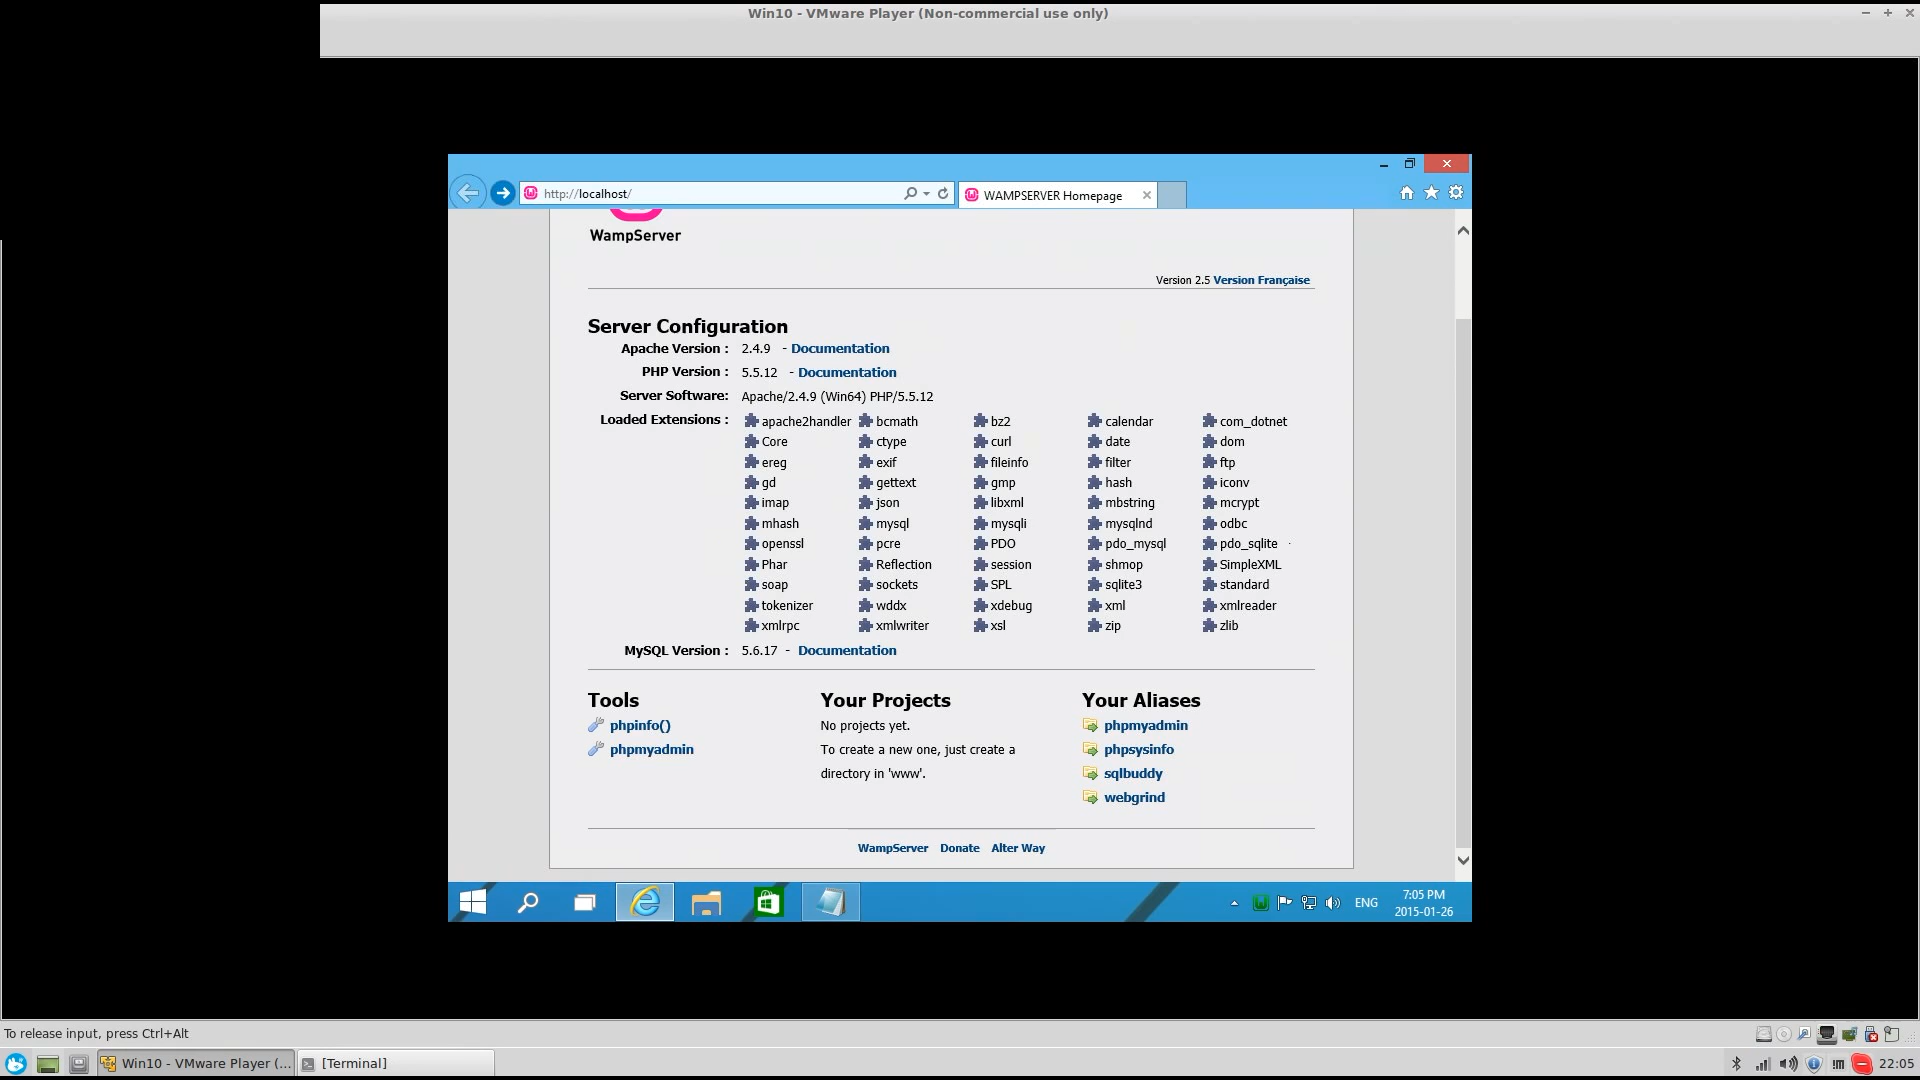 Win10 - VMware Player (Non-commercial use only)
http://localhost/
WAMPSERVER Homepage
WampServer
Version 2.5 Version Française
Server Configuration
Apache Version : 2.4.9 - Documentation
PHP Version : 5.5.12 - Documentation
Server Software: Apache/2.4.9 (Win64) PHP/5.5.12
Loaded Extensions : apache2handler bcmath bz2 calendar com_dotnet
Core ctype curl date dom
ereg exif fileinfo filter ftp
gd gettext gmp hash iconv
imap json libxml mbstring mcrypt
mhash mysql mysqli mysqlnd odbc
openssl pcre PDO pdo_mysql pdo_sqlite
Phar Reflection session shmop SimpleXML
soap sockets SPL sqlite3 standard
tokenizer wddx xdebug xml xmlreader
xmlrpc xmlwriter xsl zip zlib
MySQL Version : 5.6.17 - Documentation
Tools
phpinfo()
phpmyadmin
Your Projects
No projects yet.
To create a new one, just create a
directory in 'www'.
Your Aliases
phpmyadmin
phpsysinfo
sqlbuddy
webgrind
WampServer Donate Alter Way
ENG
7:05 PM
2015-01-26
To release input, press Ctrl+Alt
Win10 - VMware Player (...
[Terminal]
22:05